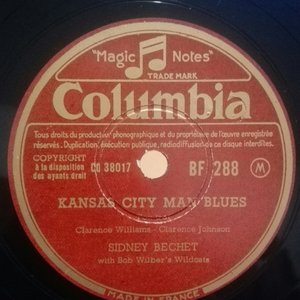 "Magic Notes"
TRADE MARK
Columbia
Tous droits du producteur phonographique et du propriétaire de l'œuvre enregistrée
réservés. Duplication, exécution publique, radiodiffusion de ce disque interdites.
COPYRIGHT
à la disposition
des ayants droit
CQ 38017
BF 288
M
KANSAS CITY MAN BLUES
Clarence Williams - Clarence Johnson
SIDNEY BECHET
with Bob Wilber's Wildcats
MADE IN FRANCE